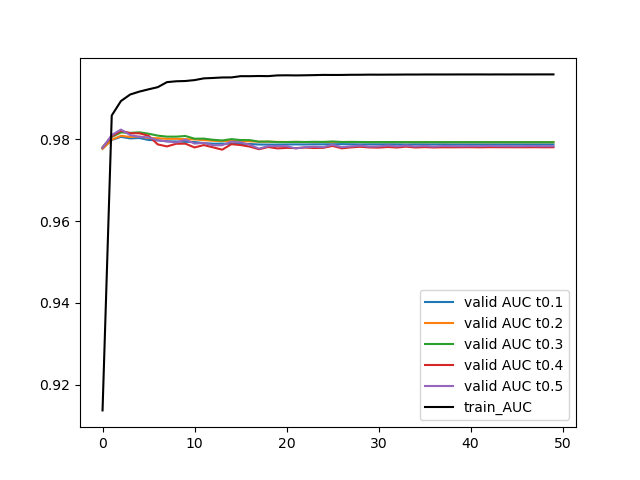 0.98
0.96
0.94
0.92
0
10
20
30
40
50
valid AUC t0.1
valid AUC t0.2
valid AUC t0.3
valid AUC t0.4
valid AUC t0.5
train_AUC